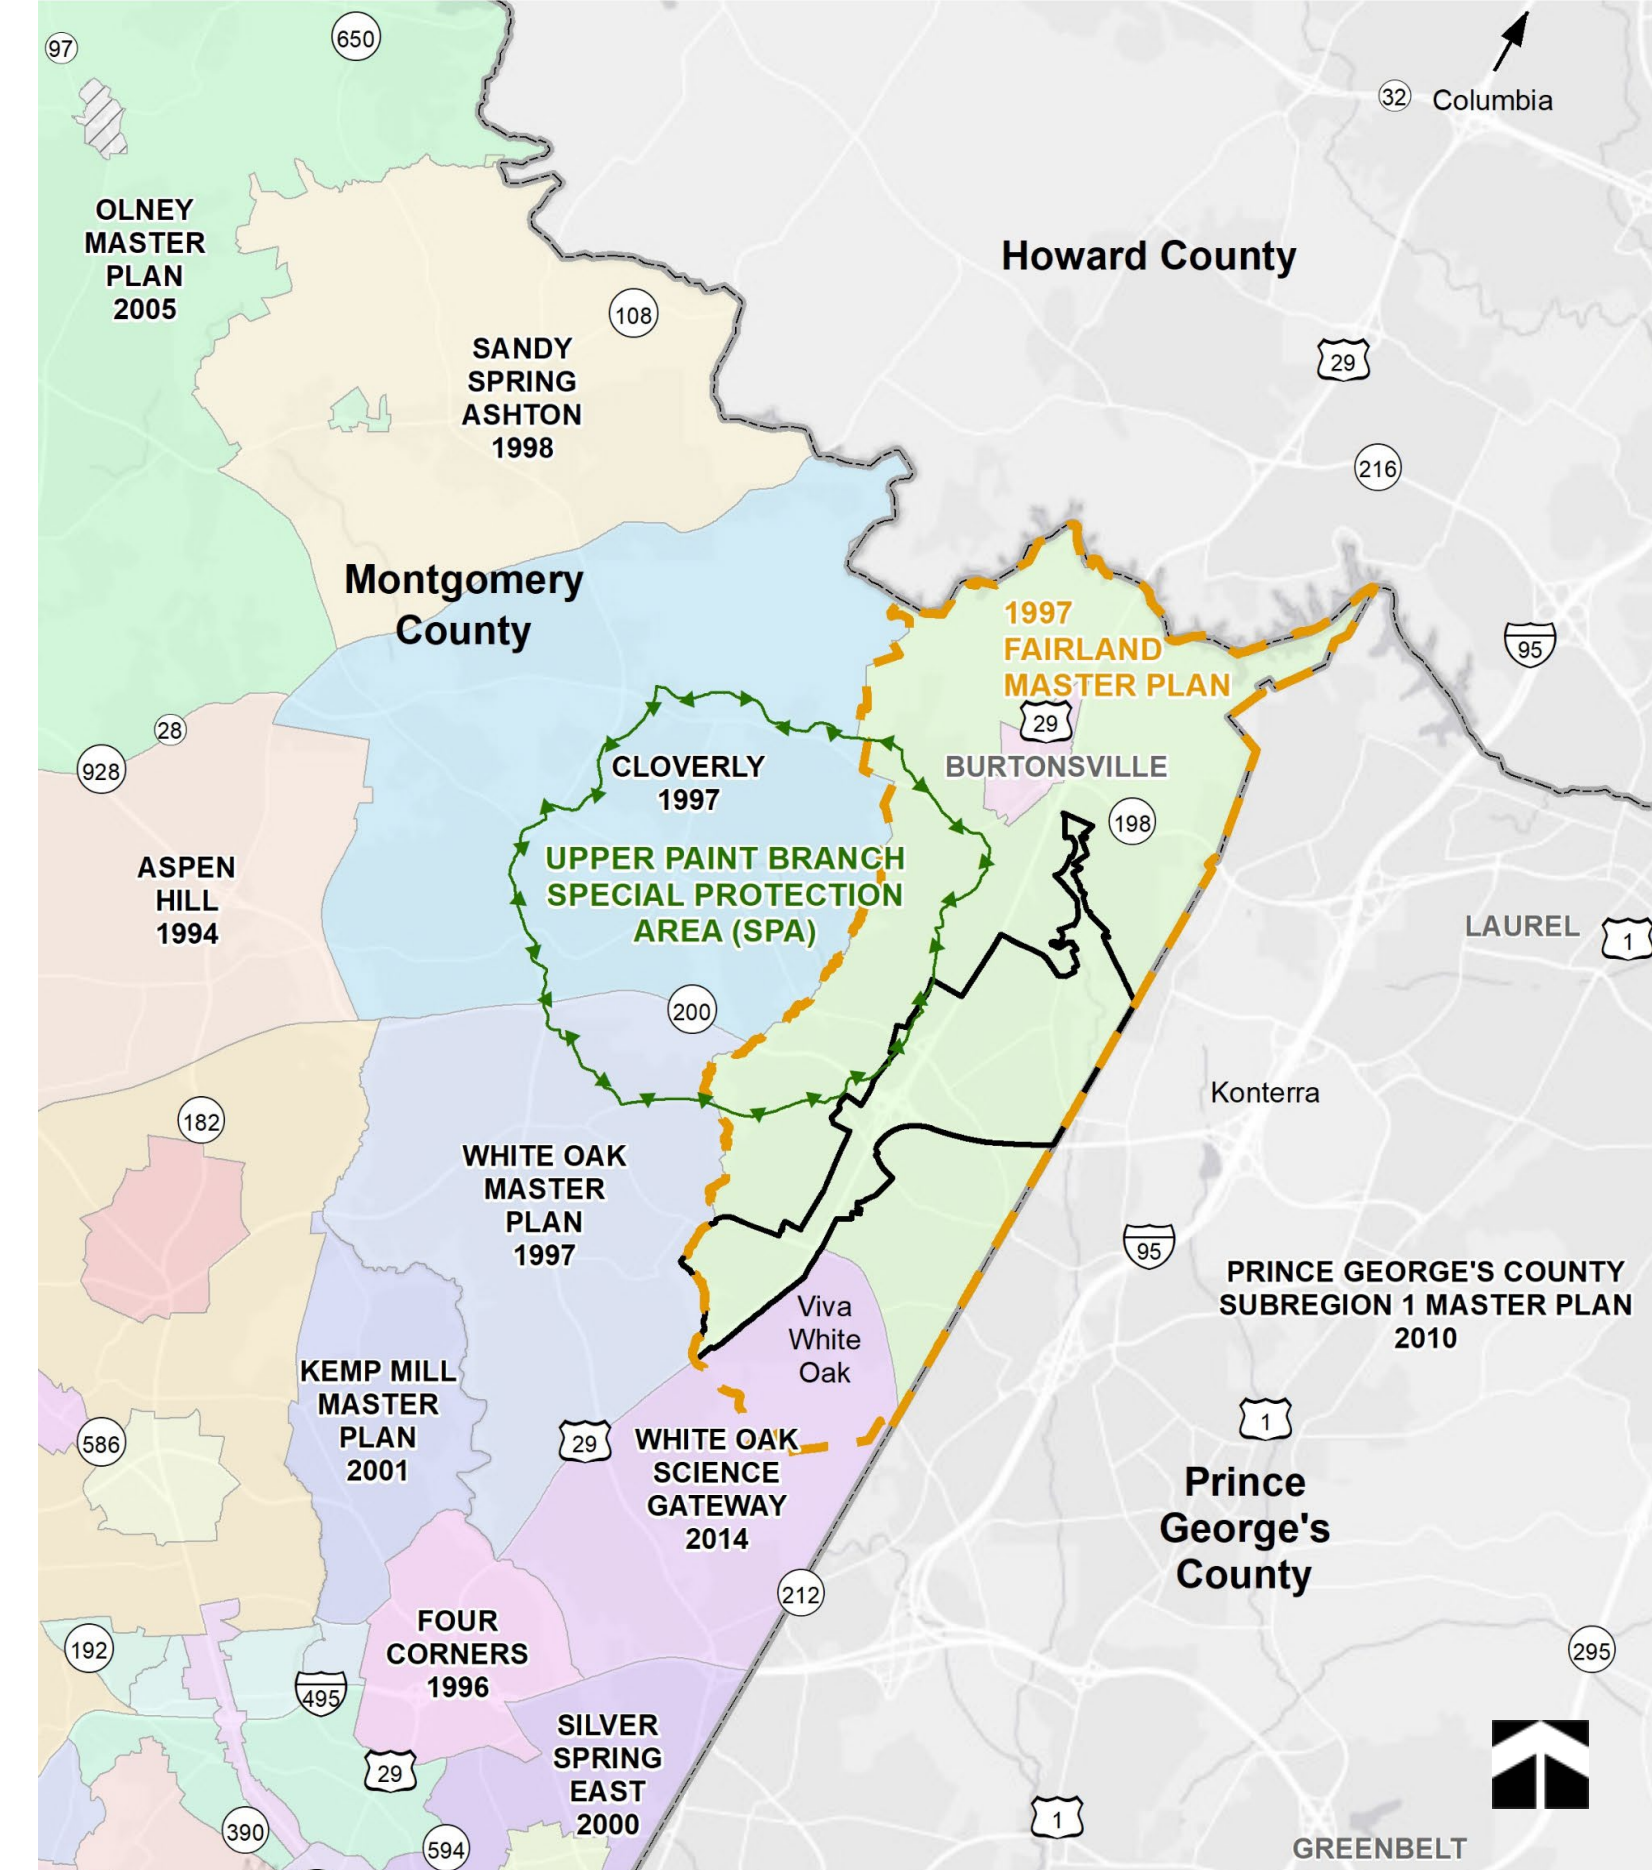 97
650
32
Columbia
OLNEY
MASTER
PLAN
2005
Howard County
108
SANDY
SPRING
ASHTON
1998
29
216
Montgomery
County
1997
FAIRLAND
MASTER PLAN
95
29
28
928
CLOVERLY
1997
BURTONSVILLE
198
UPPER PAINT BRANCH
SPECIAL PROTECTION
AREA (SPA)
ASPEN
HILL
1994
LAUREL
1
200
Konterra
182
WHITE OAK
MASTER
PLAN
1997
95
PRINCE GEORGE'S COUNTY
SUBREGION 1 MASTER PLAN
2010
Viva
White
Oak
KEMP MILL
MASTER
PLAN
2001
586
29
1
WHITE OAK
SCIENCE
GATEWAY
2014
Prince
George's
County
212
FOUR
CORNERS
1996
192
295
495
SILVER
SPRING
EAST
2000
29
390
594
1
GREENBELT